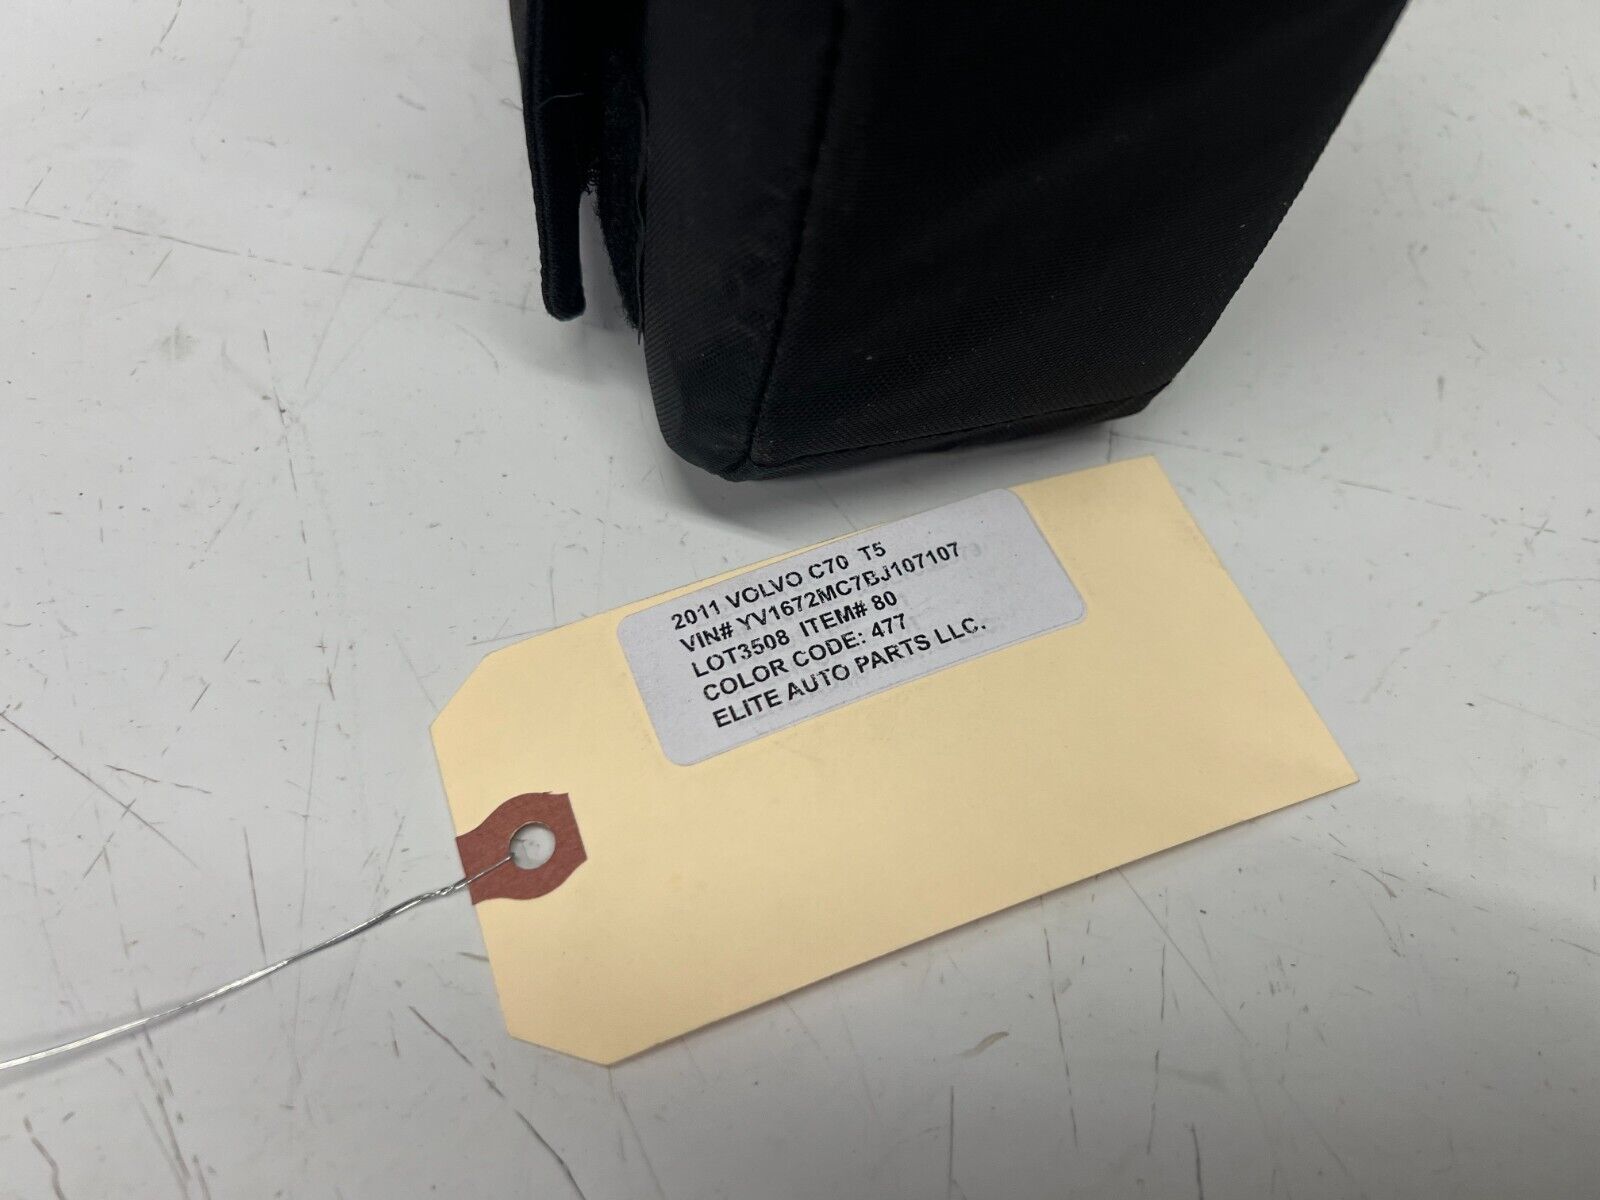 2011 VOLVO C70 T5
VIN# YV1672MC7BJ107107
LOT3508 ITEM# 80
COLOR CODE: 477
ELITE AUTO PARTS LLC.